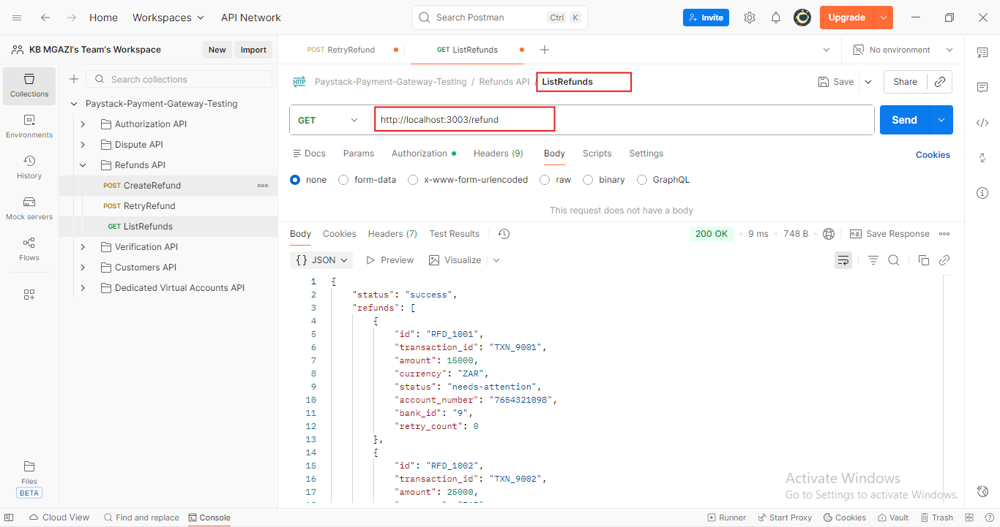 Home Workspaces API Network Search Postman Ctrl K Invite Upgrade
KB MGAZI's Team's Workspace New Import POST RetryRefund GET ListRefunds No environment
Collections
Environments
History
Mock servers
Flows
Files
BETA
Search collections
Paystack-Payment-Gateway-Testing
Authorization API
Dispute API
Refunds API
POST CreateRefund
POST RetryRefund
GET ListRefunds
Verification API
Customers API
Dedicated Virtual Accounts API
HTTP Paystack-Payment-Gateway-Testing / Refunds API / ListRefunds Save Share
GET http://localhost:3003/refund Send
Docs Params Authorization Headers (9) Body Scripts Settings Cookies
none form-data x-www-form-urlencoded raw binary GraphQL
This request does not have a body
Body Cookies Headers (7) Test Results 200 OK 9 ms 748 B e.g. Save Response
{} JSON Preview Visualize
1 {
2 "status": "success",
3 "refunds": [
4 {
5 "id": "RFD_1001",
6 "transaction_id": "TXN_9001",
7 "amount": 15000,
8 "currency": "ZAR",
9 "status": "needs-attention",
10 "account_number": "7654321098",
11 "bank_id": "9",
12 "retry_count": 0
13 },
14 {
15 "id": "RFD_1002",
16 "transaction_id": "TXN_9002",
17 "amount": 25000,
Activate Windows
Go to Settings to activate Windows.
Cloud View Find and replace Console Runner Start Proxy Cookies Vault Trash